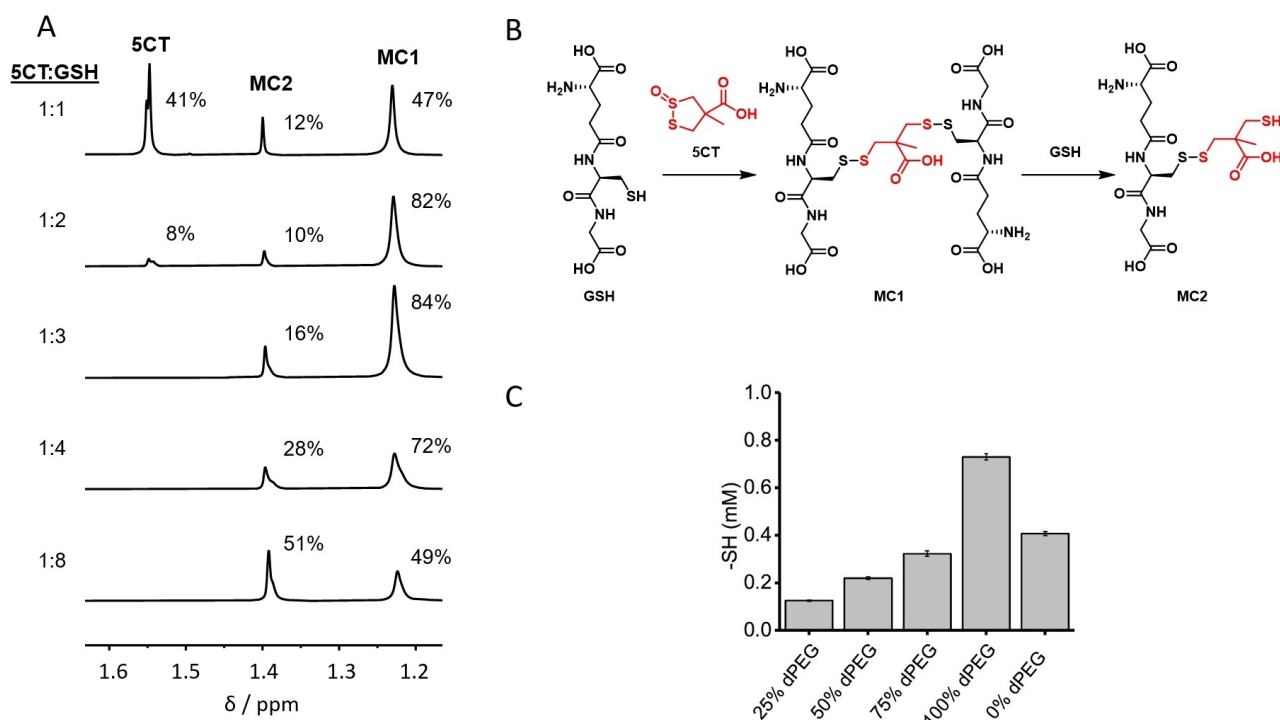 A
5CT
MC2
MC1
5CT:GSH
1:1
41%
12%
47%
1:2
8%
10%
82%
1:3
16%
84%
1:4
28%
72%
1:8
51%
49%
1.6 1.5 1.4 1.3 1.2
δ / ppm
B
HO
O
H2N
O
HN
O
SH
NH
O
HO
GSH
O
S
S
O
OH
5CT
HO
O
H2N
O
HN
O
S–S
NH
O
HO
O
OH
S–S
OH
O
HN
O
NH
O
NH2
O
OH
MC1
GSH
HO
O
H2N
O
HN
O
S–S
NH
O
HO
SH
O
OH
MC2
C
-SH (mM)
1.0
0.8
0.6
0.4
0.2
0.0
25% dPEG
50% dPEG
75% dPEG
100% dPEG
0% dPEG